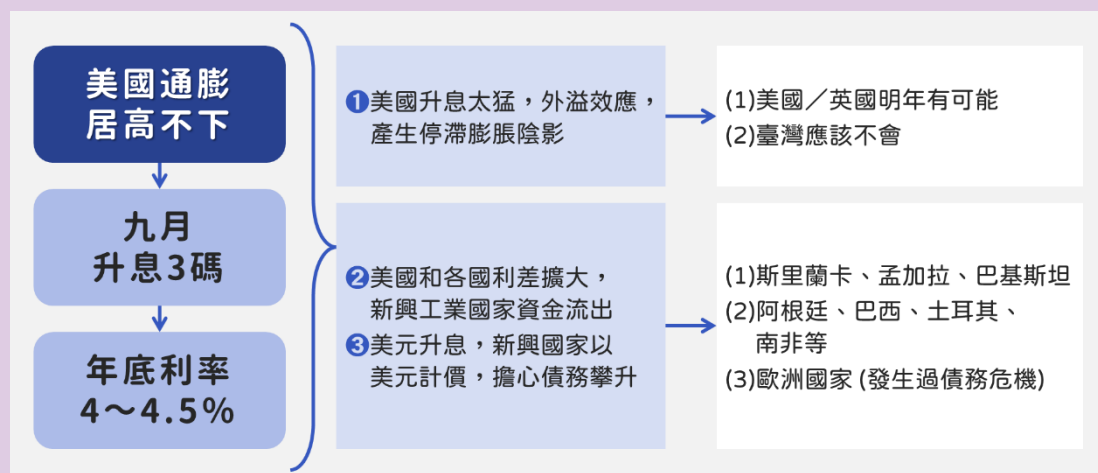 美國通膨
居高不下
九月
升息3碼
年底利率
4～4.5%
❶美國升息太猛，外溢效應，
產生停滯膨脹陰影
❷美國和各國利差擴大，
新興工業國家資金流出
❸美元升息，新興國家以
美元計價，擔心債務攀升
(1)美國／英國明年有可能
(2)臺灣應該不會
(1)斯里蘭卡、孟加拉、巴基斯坦
(2)阿根廷、巴西、土耳其、
南非等
(3)歐洲國家 (發生過債務危機)